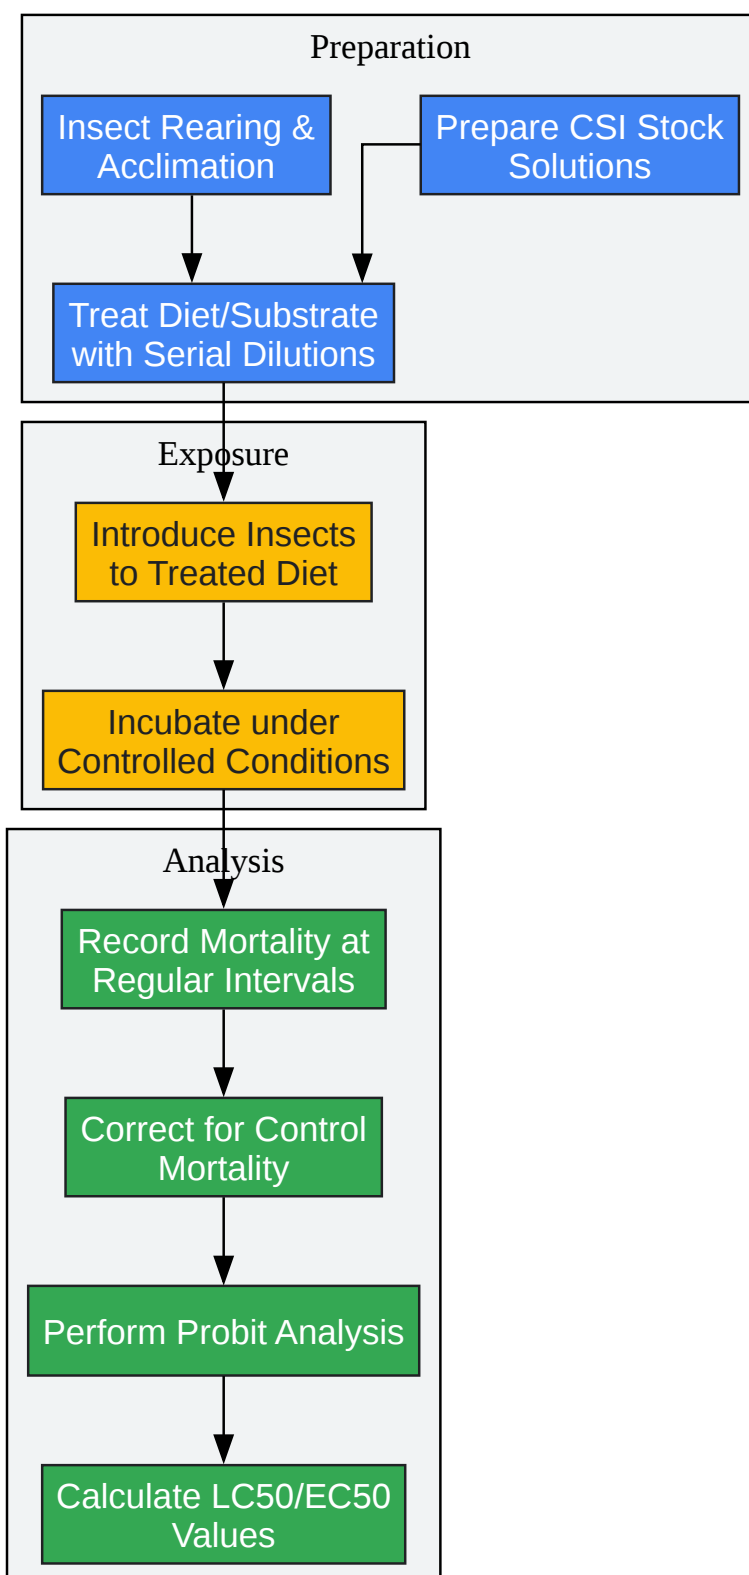 Preparation
Insect Rearing &
Acclimation
Prepare CSI Stock
Solutions
Treat Diet/Substrate
with Serial Dilutions
Exposure
Introduce Insects
to Treated Diet
Incubate under
Controlled Conditions
Analysis
Record Mortality at
Regular Intervals
Correct for Control
Mortality
Perform Probit Analysis
Calculate LC50/EC50
Values